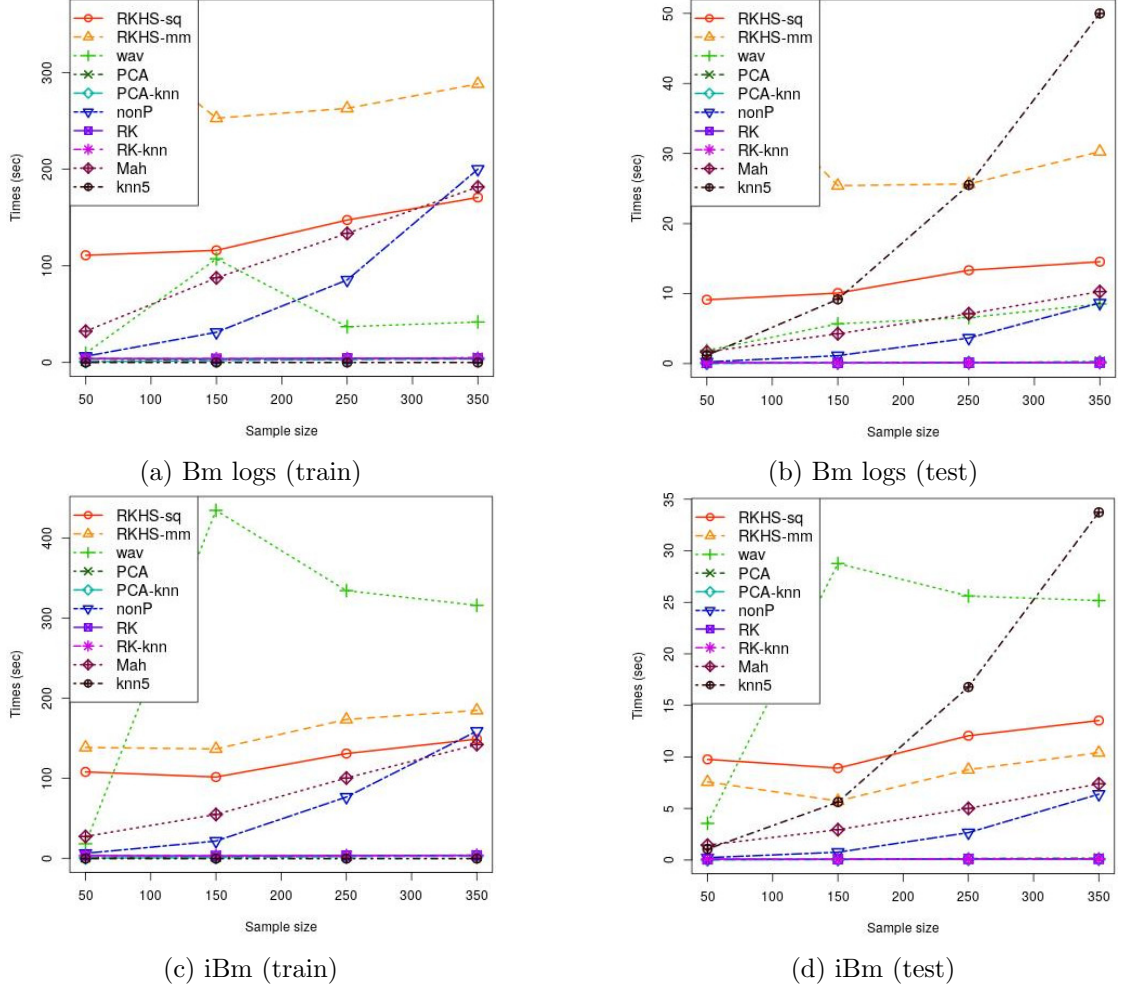 RKHS-sq
RKHS-mm
wav
PCA
PCA-knn
nonP
RK
RK-knn
Mah
knn5
Times (sec)
0
100
200
300
50
100
150
200
250
300
350
Sample size
(a) Bm logs (train)
RKHS-sq
RKHS-mm
wav
PCA
PCA-knn
nonP
RK
RK-knn
Mah
knn5
Times (sec)
0
10
20
30
40
50
50
100
150
200
250
300
350
Sample size
(b) Bm logs (test)
RKHS-sq
RKHS-mm
wav
PCA
PCA-knn
nonP
RK
RK-knn
Mah
knn5
Times (sec)
0
100
200
300
400
50
100
150
200
250
300
350
Sample size
(c) iBm (train)
RKHS-sq
RKHS-mm
wav
PCA
PCA-knn
nonP
RK
RK-knn
Mah
knn5
Times (sec)
0
5
10
15
20
25
30
35
50
100
150
200
250
300
350
Sample size
(d) iBm (test)